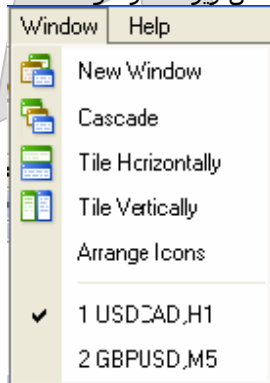 Window Help
New Window
Cascade
Tile Horizontally
Tile Vertically
Arrange Icons
1 USDCAD,H1
2 GBPUSD,M5